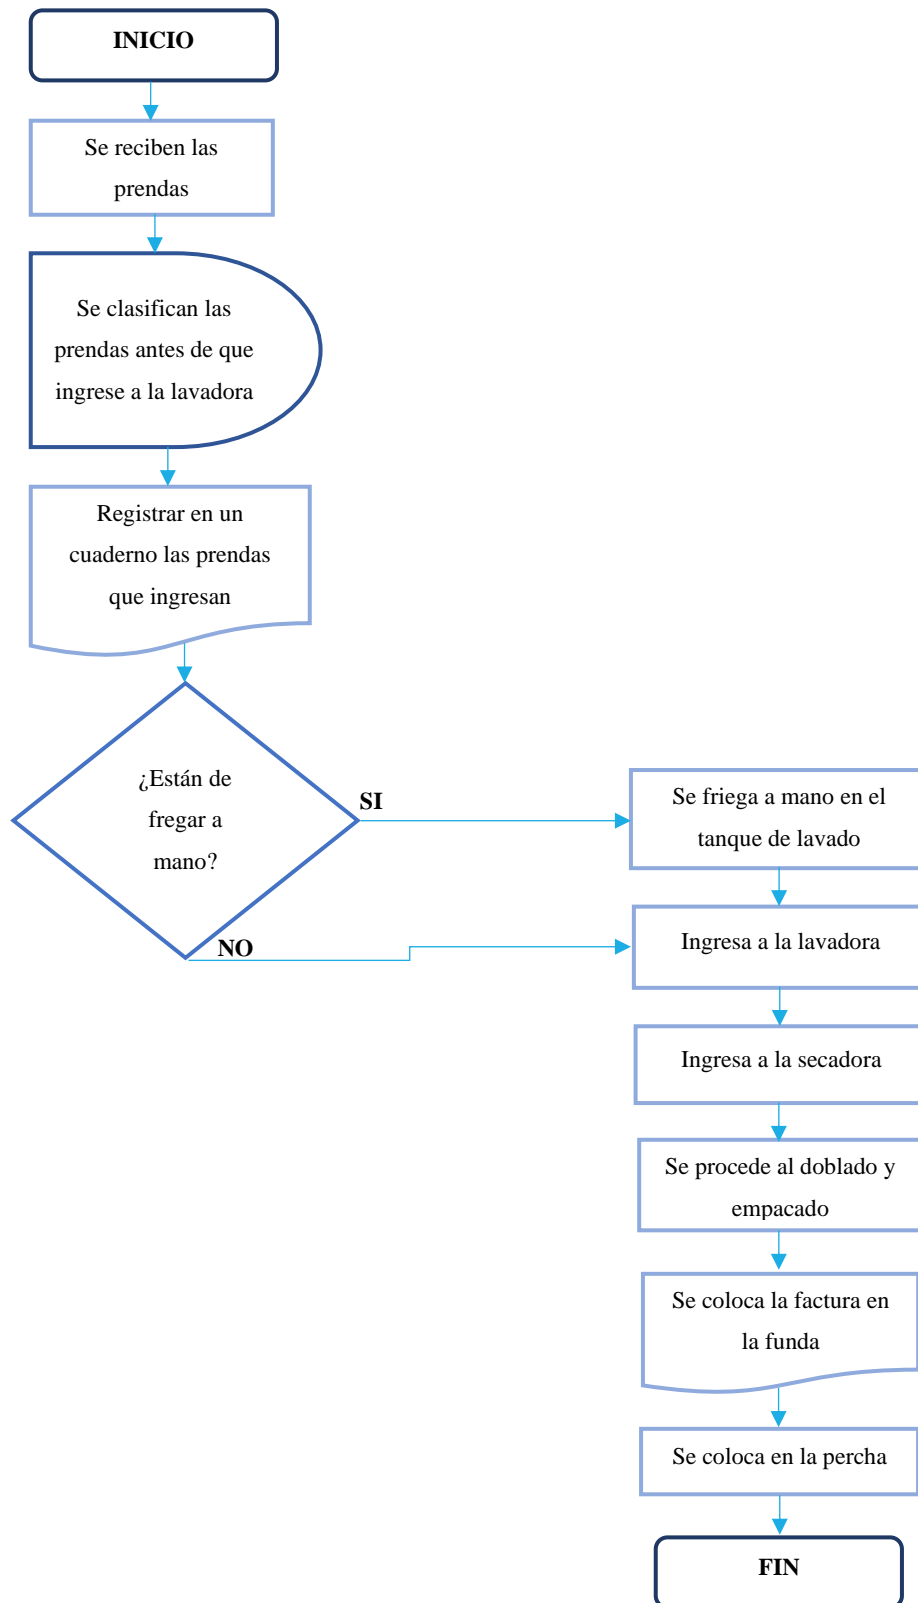 INICIO
Se reciben las
prendas
Se clasifican las
prendas antes de que
ingrese a la lavadora
Registrar en un
cuaderno las prendas
que ingresan
¿Están de
fregar a
mano?
SI
NO
Se friega a mano en el
tanque de lavado
Ingresa a la lavadora
Ingresa a la secadora
Se procede al doblado y
empacado
Se coloca la factura en
la funda
Se coloca en la percha
FIN